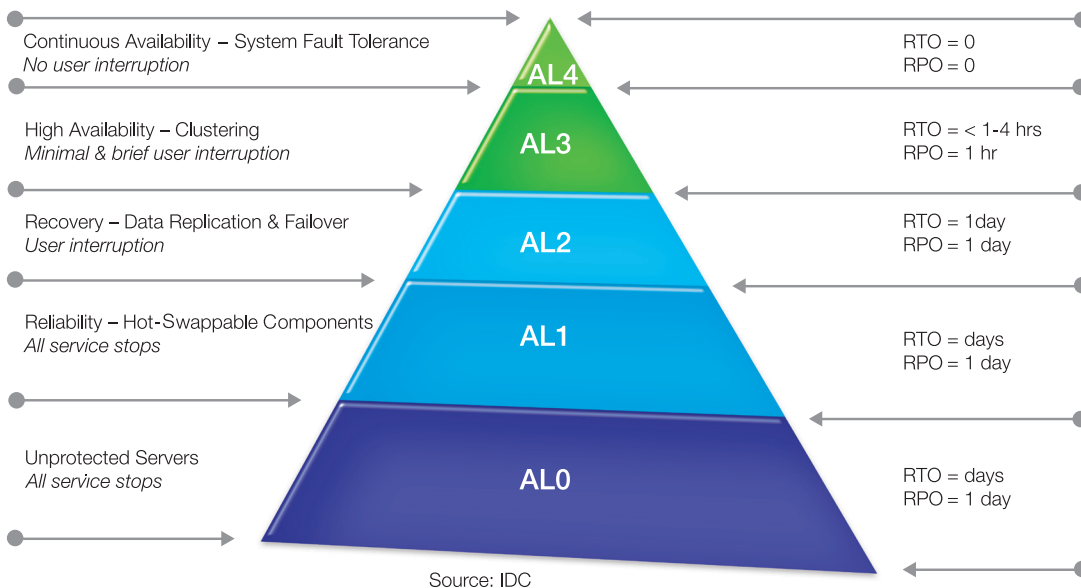 Continuous Availability – System Fault Tolerance
No user interruption
AL4
RTO = 0
RPO = 0
High Availability – Clustering
Minimal & brief user interruption
AL3
RTO = < 1-4 hrs
RPO = 1 hr
Recovery – Data Replication & Failover
User interruption
AL2
RTO = 1day
RPO = 1 day
Reliability – Hot-Swappable Components
All service stops
AL1
RTO = days
RPO = 1 day
Unprotected Servers
All service stops
AL0
RTO = days
RPO = 1 day
Source: IDC